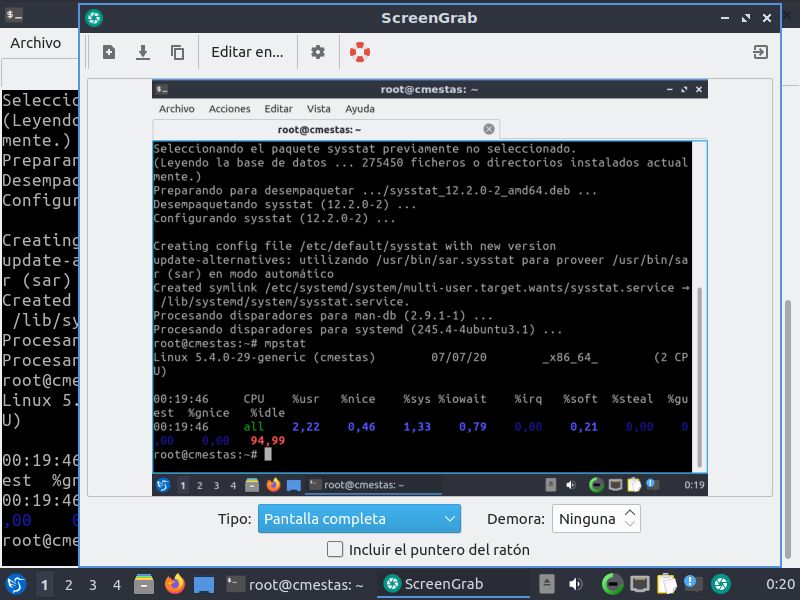 ScreenGrab
Archivo
Editar en...
Seleccio
(Leyendo
mente.)
Preparan
Desempaq
Configur
Creating
update-a
r (sar)
Created
/lib/sy
Procesan
Procesan
root@cme
Linux 5.
U)
00:19:46
est %gn
00:19:46
,00 0
root@cme
root@cmestas: ~
Archivo Acciones Editar Vista Ayuda
root@cmestas: ~
Seleccionando el paquete sysstat previamente no seleccionado.
(Leyendo la base de datos ... 275450 ficheros o directorios instalados actual
mente.)
Preparando para desempaquetar .../sysstat_12.2.0-2_amd64.deb ...
Desempaquetando sysstat (12.2.0-2) ...
Configurando sysstat (12.2.0-2) ...
Creating config file /etc/default/sysstat with new version
update-alternatives: utilizando /usr/bin/sar.sysstat para proveer /usr/bin/sa
r (sar) en modo automático
Created symlink /etc/systemd/system/multi-user.target.wants/sysstat.service →
/lib/systemd/system/sysstat.service.
Procesando disparadores para man-db (2.9.1-1) ...
Procesando disparadores para systemd (245.4-4ubuntu3.1) ...
root@cmestas:~# mpstat
Linux 5.4.0-29-generic (cmestas) 07/07/20 _x86_64_ (2 CP
U)
00:19:46 CPU %usr %nice %sys %iowait %irq %soft %steal %gu
est %gnice %idle
00:19:46 all 2,22 0,46 1,33 0,79 0,00 0,21 0,00 0
,00 0,00 94,99
root@cmestas:~#
1 2 3 4 root@cmestas: ~ 0:19
Tipo: Pantalla completa Demora: Ninguna
Incluir el puntero del ratón
1 2 3 4 root@cmestas: ~ ScreenGrab 0:20